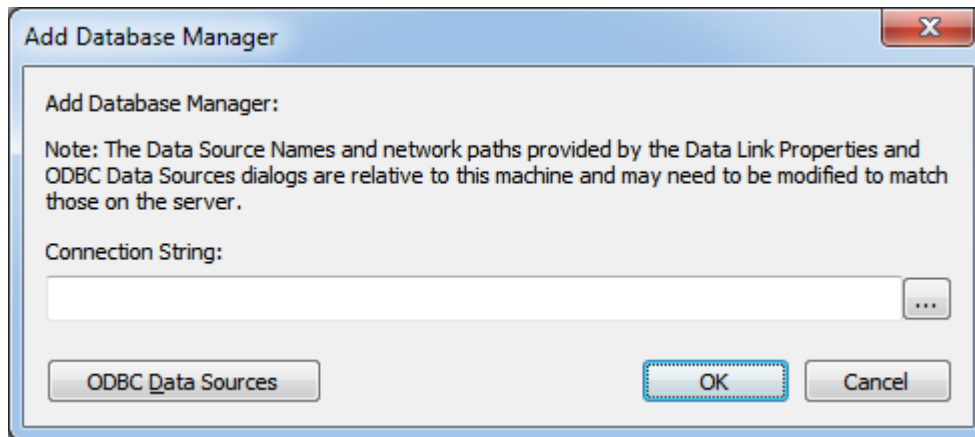 Add Database Manager
Add Database Manager:
Note: The Data Source Names and network paths provided by the Data Link Properties and
ODBC Data Sources dialogs are relative to this machine and may need to be modified to match
those on the server.
Connection String:
...
ODBC Data Sources OK Cancel